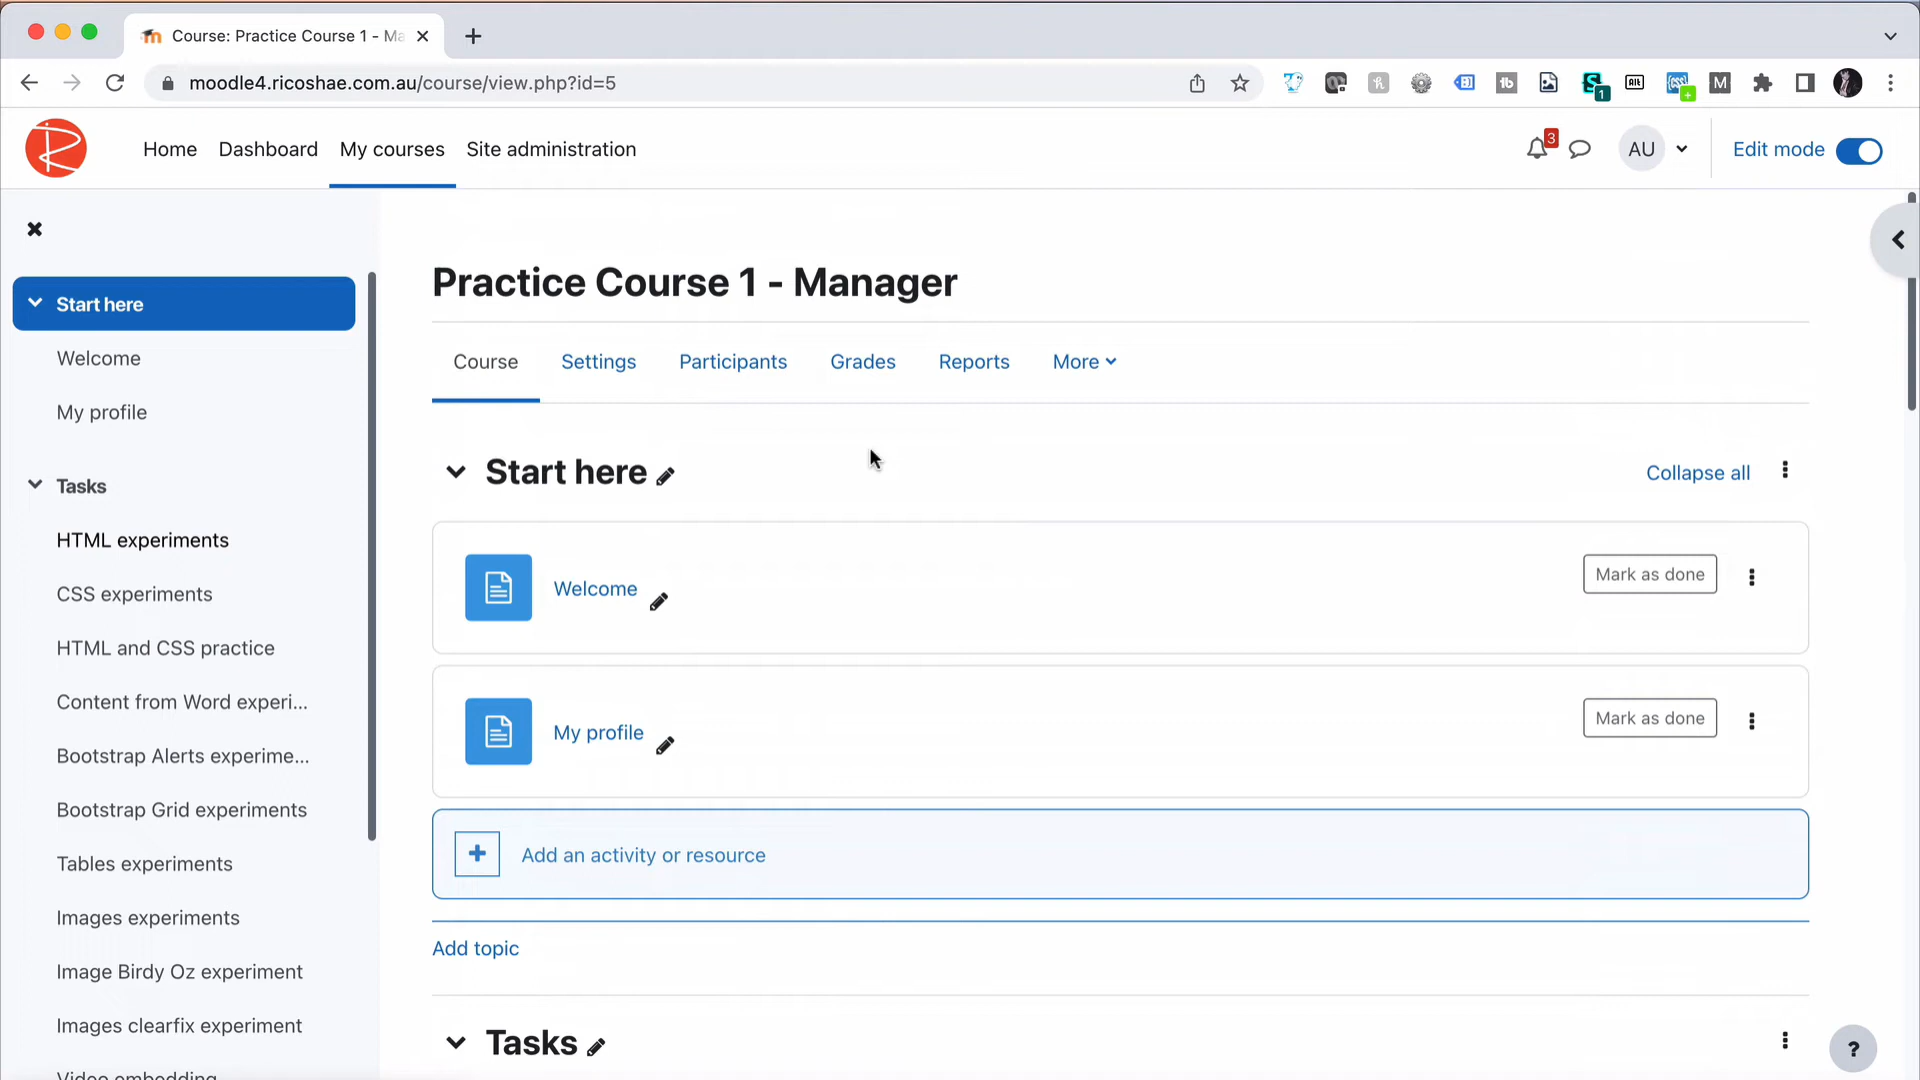 Course: Practice Course 1 - Ma
moodle4.ricoshae.com.au/course/view.php?id=5
1
Home
Dashboard
My courses
Site administration
3
AU
Edit mode
Start here
Welcome
My profile
Tasks
HTML experiments
CSS experiments
HTML and CSS practice
Content from Word experi...
Bootstrap Alerts experime...
Bootstrap Grid experiments
Tables experiments
Images experiments
Image Birdy Oz experiment
Images clearfix experiment
Video embedding
Practice Course 1 - Manager
Course
Settings
Participants
Grades
Reports
More
Start here
Collapse all
Welcome
Mark as done
My profile
Mark as done
Add an activity or resource
Add topic
Tasks
?